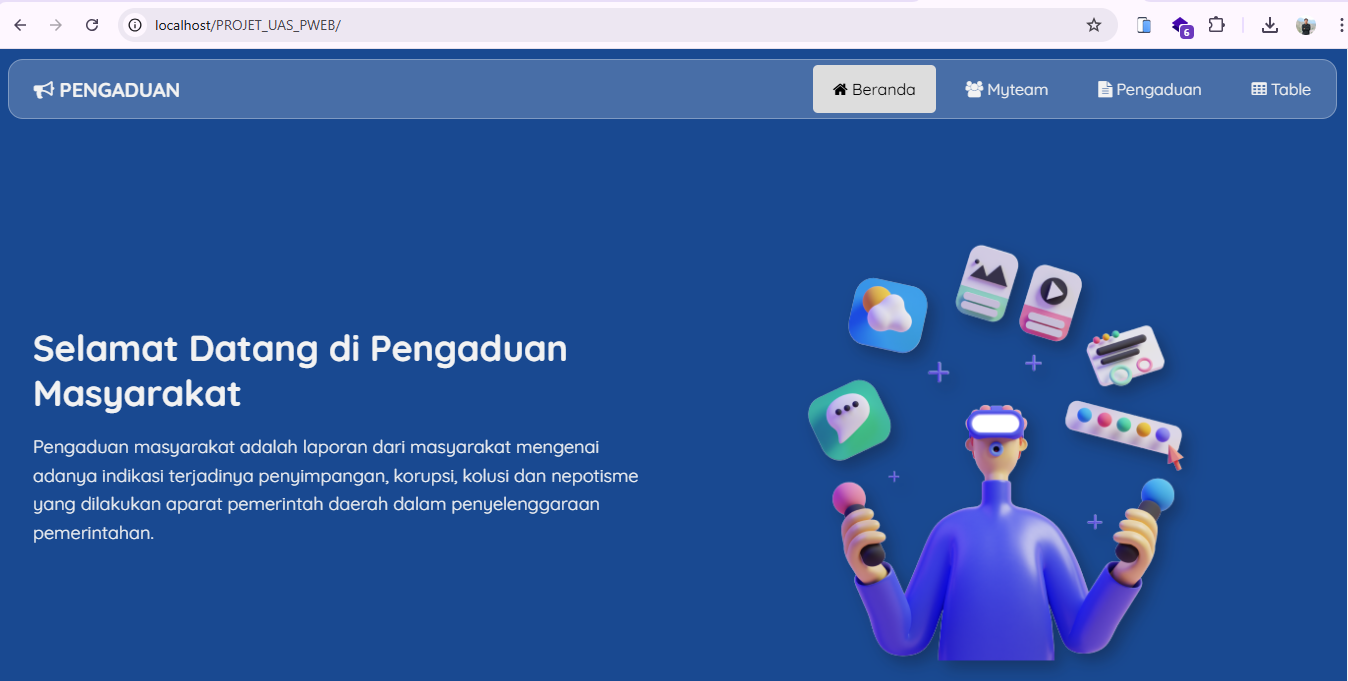 localhost/PROJET_UAS_PWEB/
6
PENGADUAN
Beranda
Myteam
Pengaduan
Table
Selamat Datang di Pengaduan
Masyarakat
Pengaduan masyarakat adalah laporan dari masyarakat mengenai
adanya indikasi terjadinya penyimpangan, korupsi, kolusi dan nepotisme
yang dilakukan aparat pemerintah daerah dalam penyelenggaraan
pemerintahan.